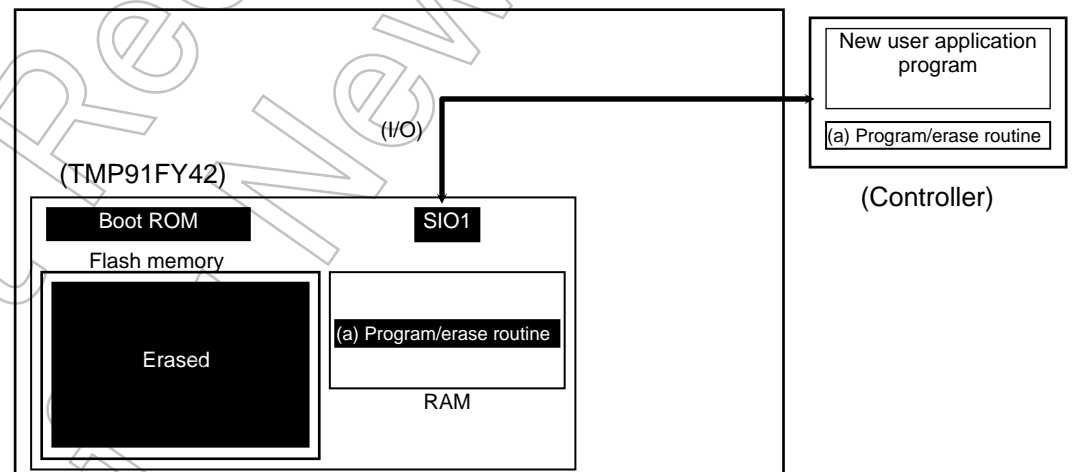 New user application
program
(I/O)
(a) Program/erase routine
(TMP91FY42)
(Controller)
Boot ROM
SIO1
Flash memory
(a) Program/erase routine
Erased
RAM